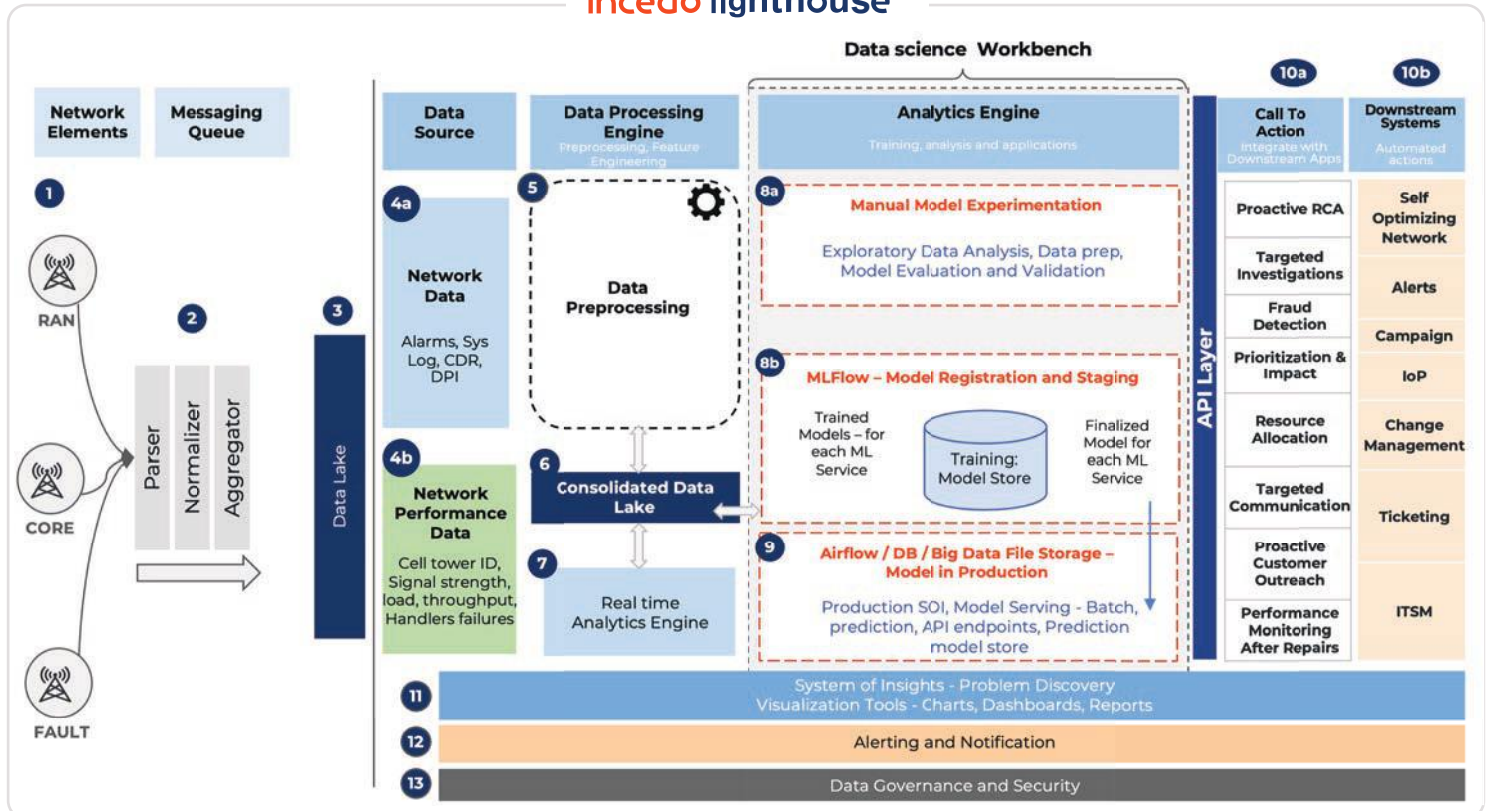 incedo lighthouse
Data science Workbench
Network
Elements
Messaging
Queue
Data
Source
Data Processing
Engine
Preprocessing, Feature
Engineering
Analytics Engine
Training, analysis and applications
10a
Call To
Action
Integrate with
Downstream Apps
10b
Downstream
Systems
Automated
actions
1
RAN
CORE
FAULT
2
Parser
Normalizer
Aggregator
3
Data Lake
4a
Network
Data
Alarms, Sys
Log, CDR,
DPI
4b
Network
Performance
Data
Cell tower ID,
Signal strength,
load, throughput,
Handlers failures
5
Data
Preprocessing
6
Consolidated Data
Lake
7
Real time
Analytics Engine
8a
Manual Model Experimentation
Exploratory Data Analysis, Data prep,
Model Evaluation and Validation
8b
MLFlow – Model Registration and Staging
Trained
Models – for
each ML
Service
Training:
Model Store
Finalized
Model for
each ML
Service
9
Airflow / DB / Big Data File Storage –
Model in Production
Production SOI, Model Serving - Batch,
prediction, API endpoints, Prediction
model store
API Layer
Proactive RCA
Targeted
Investigations
Fraud
Detection
Prioritization &
Impact
Resource
Allocation
Targeted
Communication
Proactive
Customer
Outreach
Performance
Monitoring
After Repairs
Self
Optimizing
Network
Alerts
Campaign
IoP
Change
Management
Ticketing
ITSM
11
System of Insights - Problem Discovery
Visualization Tools - Charts, Dashboards, Reports
12
Alerting and Notification
13
Data Governance and Security